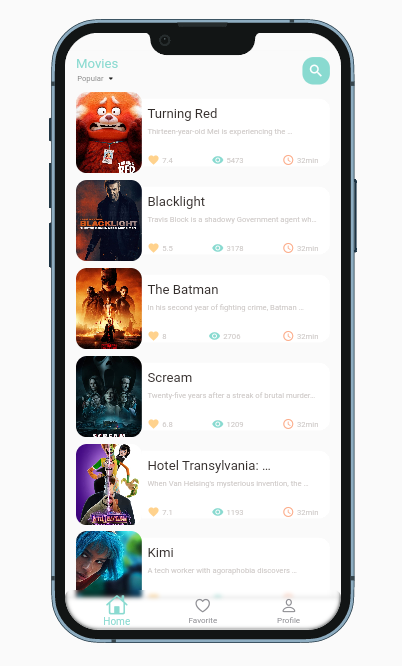 Movies
Popular
Turning Red
Thirteen-year-old Mei is experiencing the ...
7.4 5473 32min
RED
Blacklight
Travis Block is a shadowy Government agent wh...
BLACKLIGHT
5.5 3178 32min
The Batman
In his second year of fighting crime, Batman ...
8 2706 32min
Scream
Twenty-five years after a streak of brutal murder...
6.8 1209 32min
SCREAM
Hotel Transylvania: ...
When Van Helsing's mysterious invention, the ...
7.1 1193 32min
Kimi
A tech worker with agoraphobia discovers ...
Home Favorite Profile